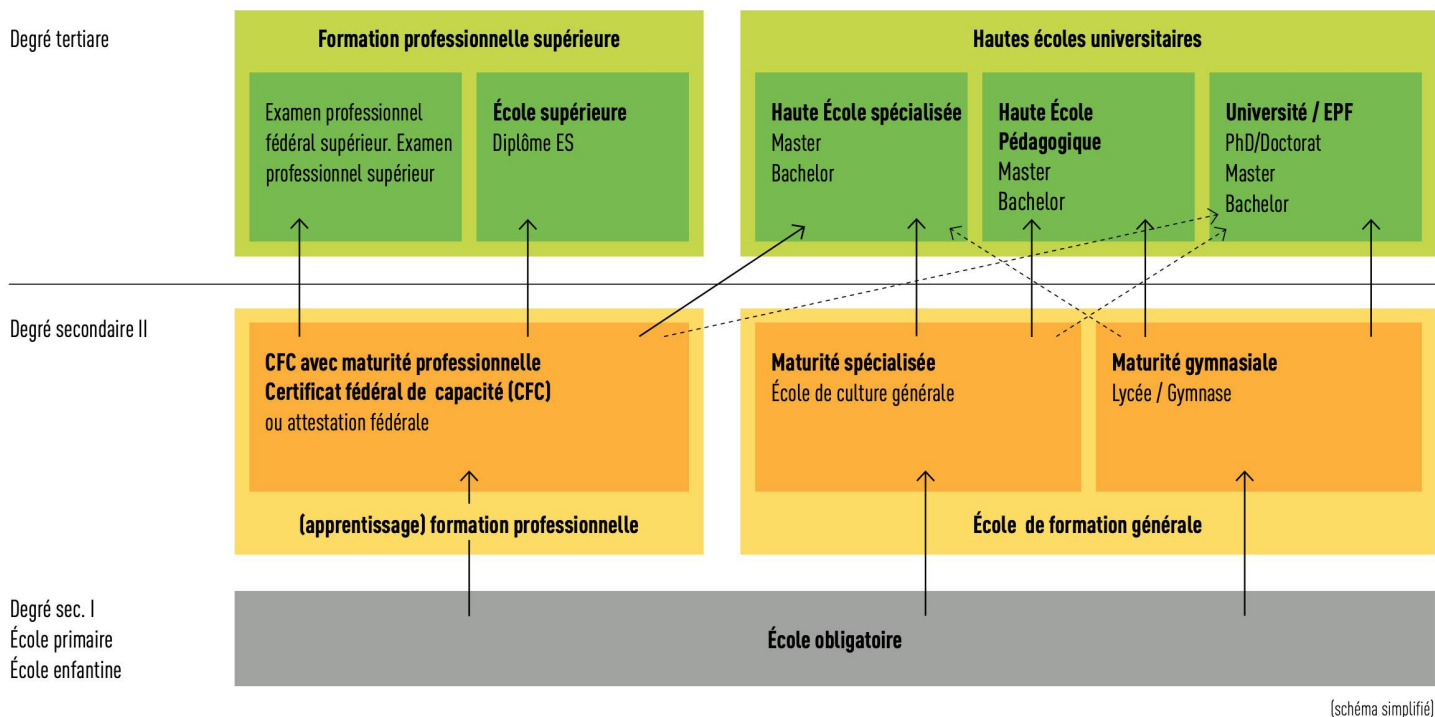 Degré tertiaire
Formation professionnelle supérieure
Hautes écoles universitaires
Examen professionnel
fédéral supérieur. Examen
professionnel supérieur
École supérieure
Diplôme ES
Haute École spécialisée
Master
Bachelor
Haute École
Pédagogique
Master
Bachelor
Université / EPF
PhD/Doctorat
Master
Bachelor
Degré secondaire II
CFC avec maturité professionnelle
Certificat fédéral de capacité (CFC)
ou attestation fédérale
Maturité spécialisée
École de culture générale
Maturité gymnasiale
Lycée / Gymnase
(apprentissage) formation professionnelle
École de formation générale
Degré sec. I
École primaire
École enfantine
École obligatoire
(schéma simplifié)